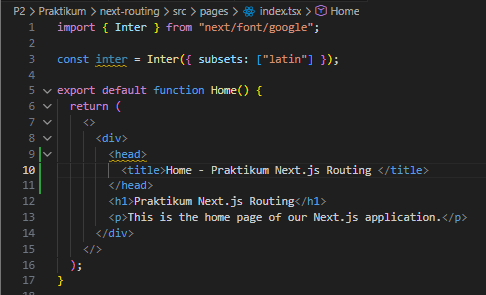 P2 > Praktikum > next-routing > src > pages > index.tsx > Home
1 import { Inter } from "next/font/google";
2
3 const inter = Inter({ subsets: ["latin"] });
4
5 export default function Home() {
6 return (
7 <>
8 <div>
9 <head>
10 <title>Home - Praktikum Next.js Routing </title>
11 </head>
12 <h1>Praktikum Next.js Routing</h1>
13 <p>This is the home page of our Next.js application.</p>
14 </div>
15 </>
16 );
17 }
18